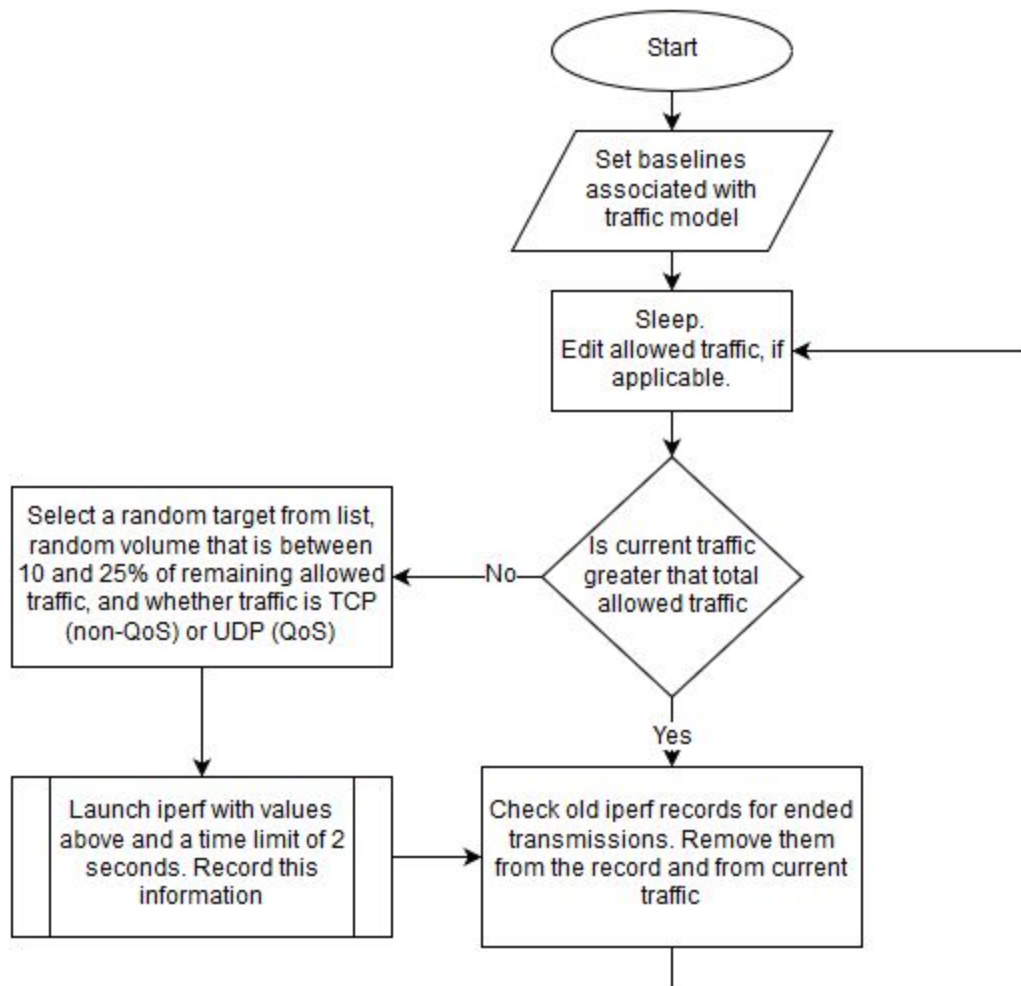 Start
Set baselines
associated with
traffic model
Sleep.
Edit allowed traffic, if
applicable.
Is current traffic
greater that total
allowed traffic
No
Select a random target from list,
random volume that is between
10 and 25% of remaining allowed
traffic, and whether traffic is TCP
(non-QoS) or UDP (QoS)
Yes
Launch iperf with values
above and a time limit of 2
seconds. Record this
information
Check old iperf records for ended
transmissions. Remove them
from the record and from current
traffic